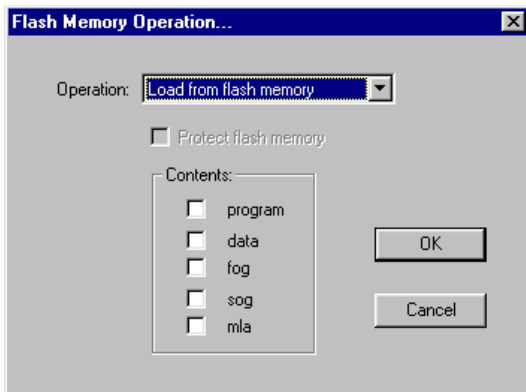 Flash Memory Operation...
Operation: Load from flash memory
Protect flash memory
Contents:
program
data
fog
sog
mla
OK
Cancel